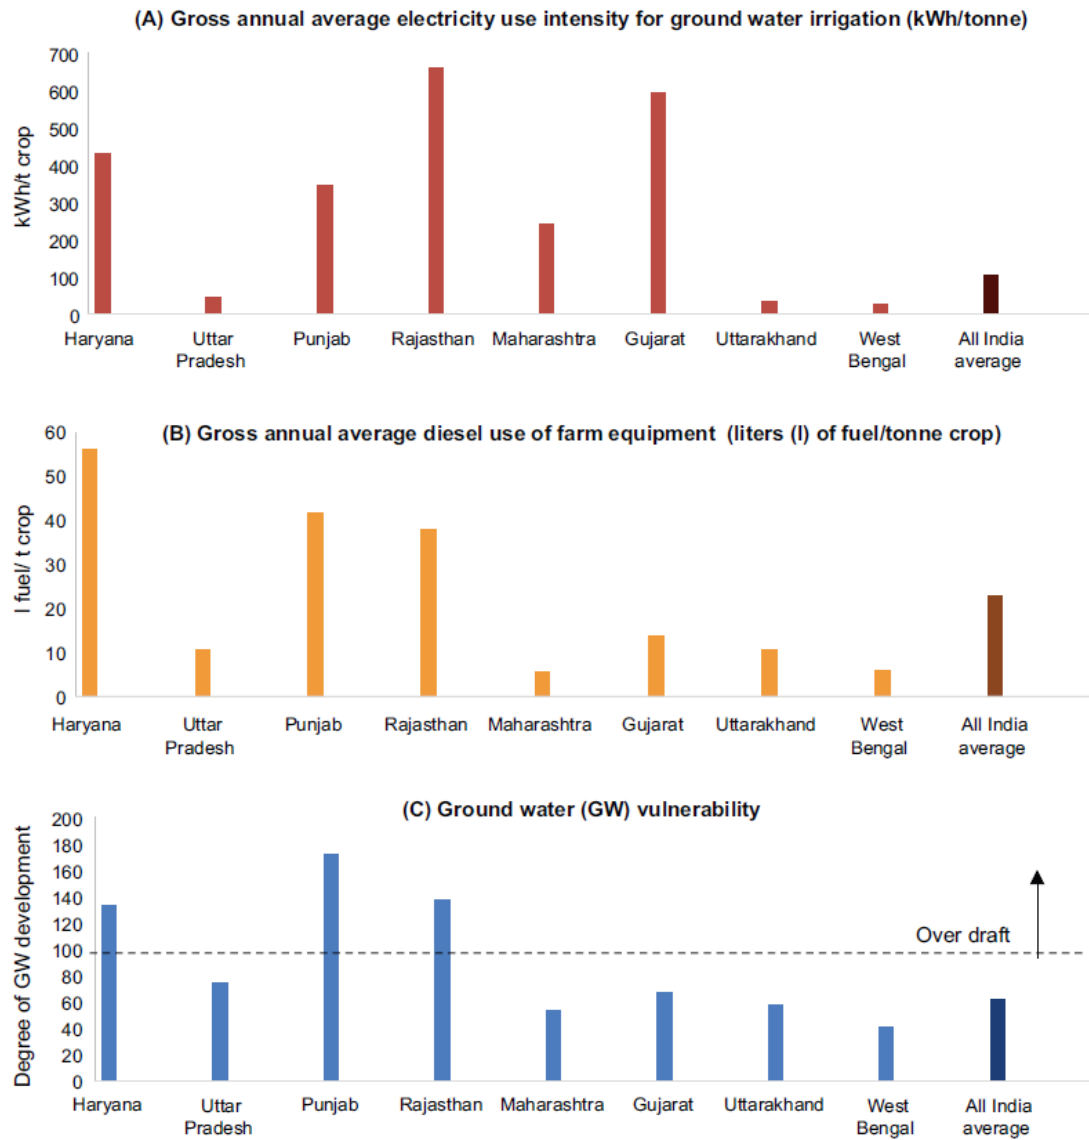 (A) Gross annual average electricity use intensity for ground water irrigation (kWh/tonne)
700
600
500
400
300
200
100
0
kWh/t crop
Haryana
Uttar
Pradesh
Punjab
Rajasthan
Maharashtra
Gujarat
Uttarakhand
West
Bengal
All India
average
(B) Gross annual average diesel use of farm equipment (liters (l) of fuel/tonne crop)
60
50
40
30
20
10
0
l fuel/ t crop
Haryana
Uttar
Pradesh
Punjab
Rajasthan
Maharashtra
Gujarat
Uttarakhand
West
Bengal
All India
average
(C) Ground water (GW) vulnerability
200
180
160
140
120
100
80
60
40
20
0
Degree of GW development
Over draft
Haryana
Uttar
Pradesh
Punjab
Rajasthan
Maharashtra
Gujarat
Uttarakhand
West
Bengal
All India
average